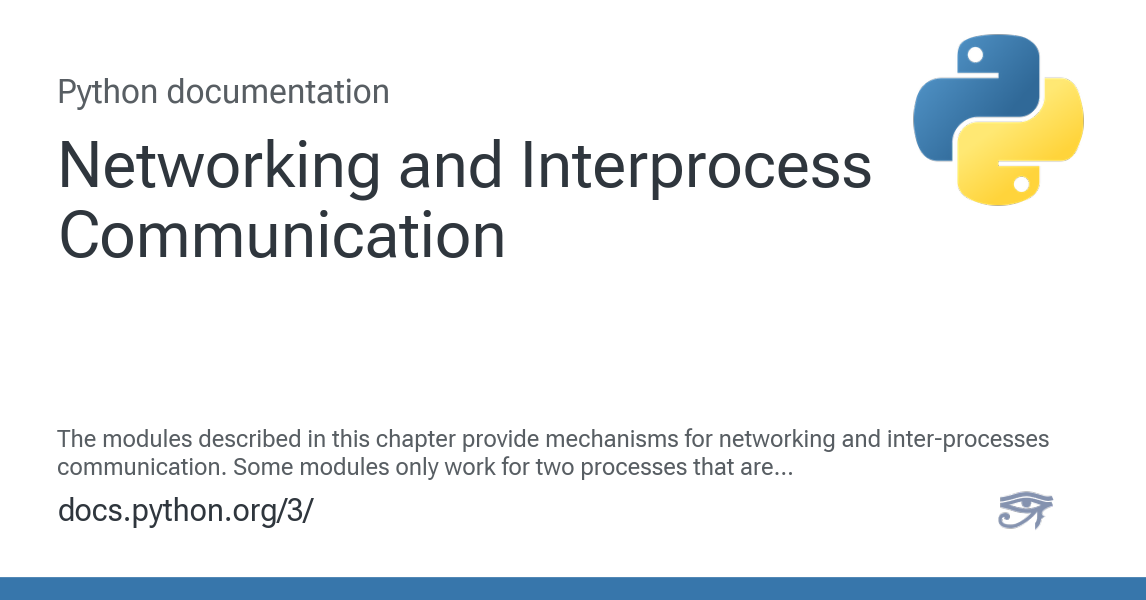 Python documentation
Networking and Interprocess
Communication
The modules described in this chapter provide mechanisms for networking and inter-processes
communication. Some modules only work for two processes that are...
docs.python.org/3/